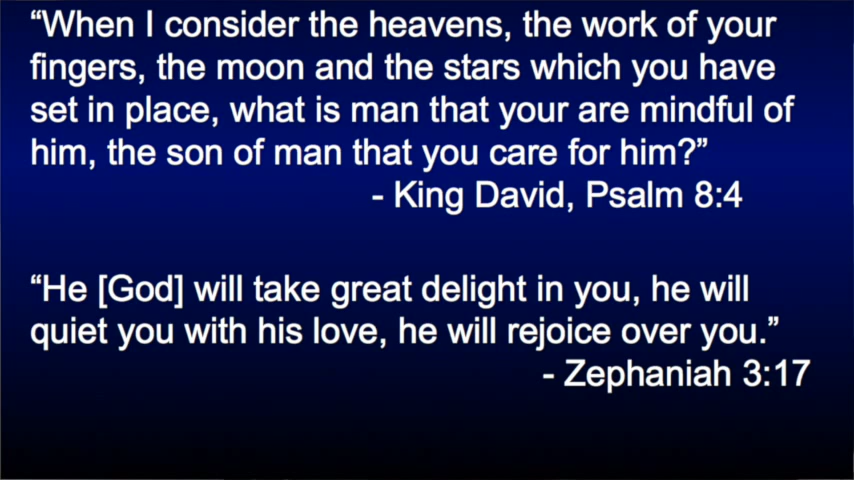 “When I consider the heavens, the work of your
fingers, the moon and the stars which you have
set in place, what is man that your are mindful of
him, the son of man that you care for him?”
- King David, Psalm 8:4
“He [God] will take great delight in you, he will
quiet you with his love, he will rejoice over you.”
- Zephaniah 3:17